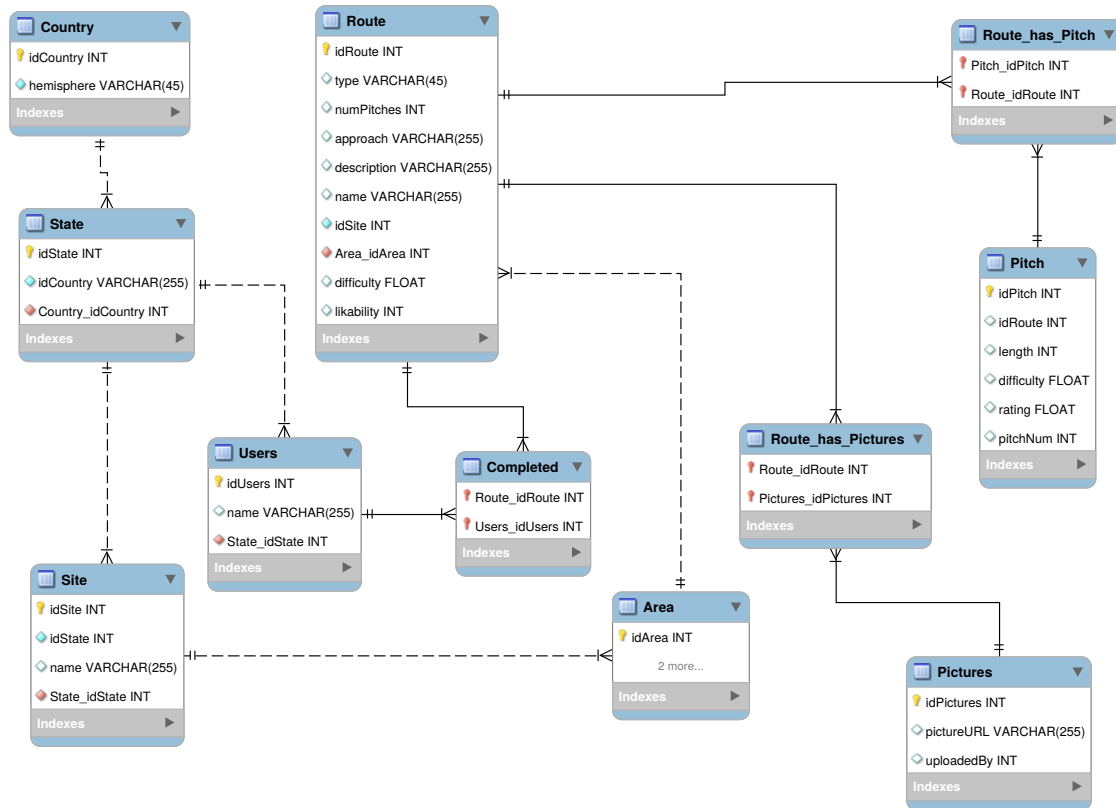 Country
idCountry INT
hemisphere VARCHAR(45)
Indexes
State
idState INT
idCountry VARCHAR(255)
Country_idCountry INT
Indexes
Site
idSite INT
idState INT
name VARCHAR(255)
State_idState INT
Indexes
Users
idUsers INT
name VARCHAR(255)
State_idState INT
Indexes
Route
idRoute INT
type VARCHAR(45)
numPitches INT
approach VARCHAR(255)
description VARCHAR(255)
name VARCHAR(255)
idSite INT
Area_idArea INT
difficulty FLOAT
likability INT
Indexes
Completed
Route_idRoute INT
Users_idUsers INT
Indexes
Area
idArea INT
2 more...
Indexes
Route_has_Pictures
Route_idRoute INT
Pictures_idPictures INT
Indexes
Route_has_Pitch
Pitch_idPitch INT
Route_idRoute INT
Indexes
Pitch
idPitch INT
idRoute INT
length INT
difficulty FLOAT
rating FLOAT
pitchNum INT
Indexes
Pictures
idPictures INT
pictureURL VARCHAR(255)
uploadedBy INT
Indexes